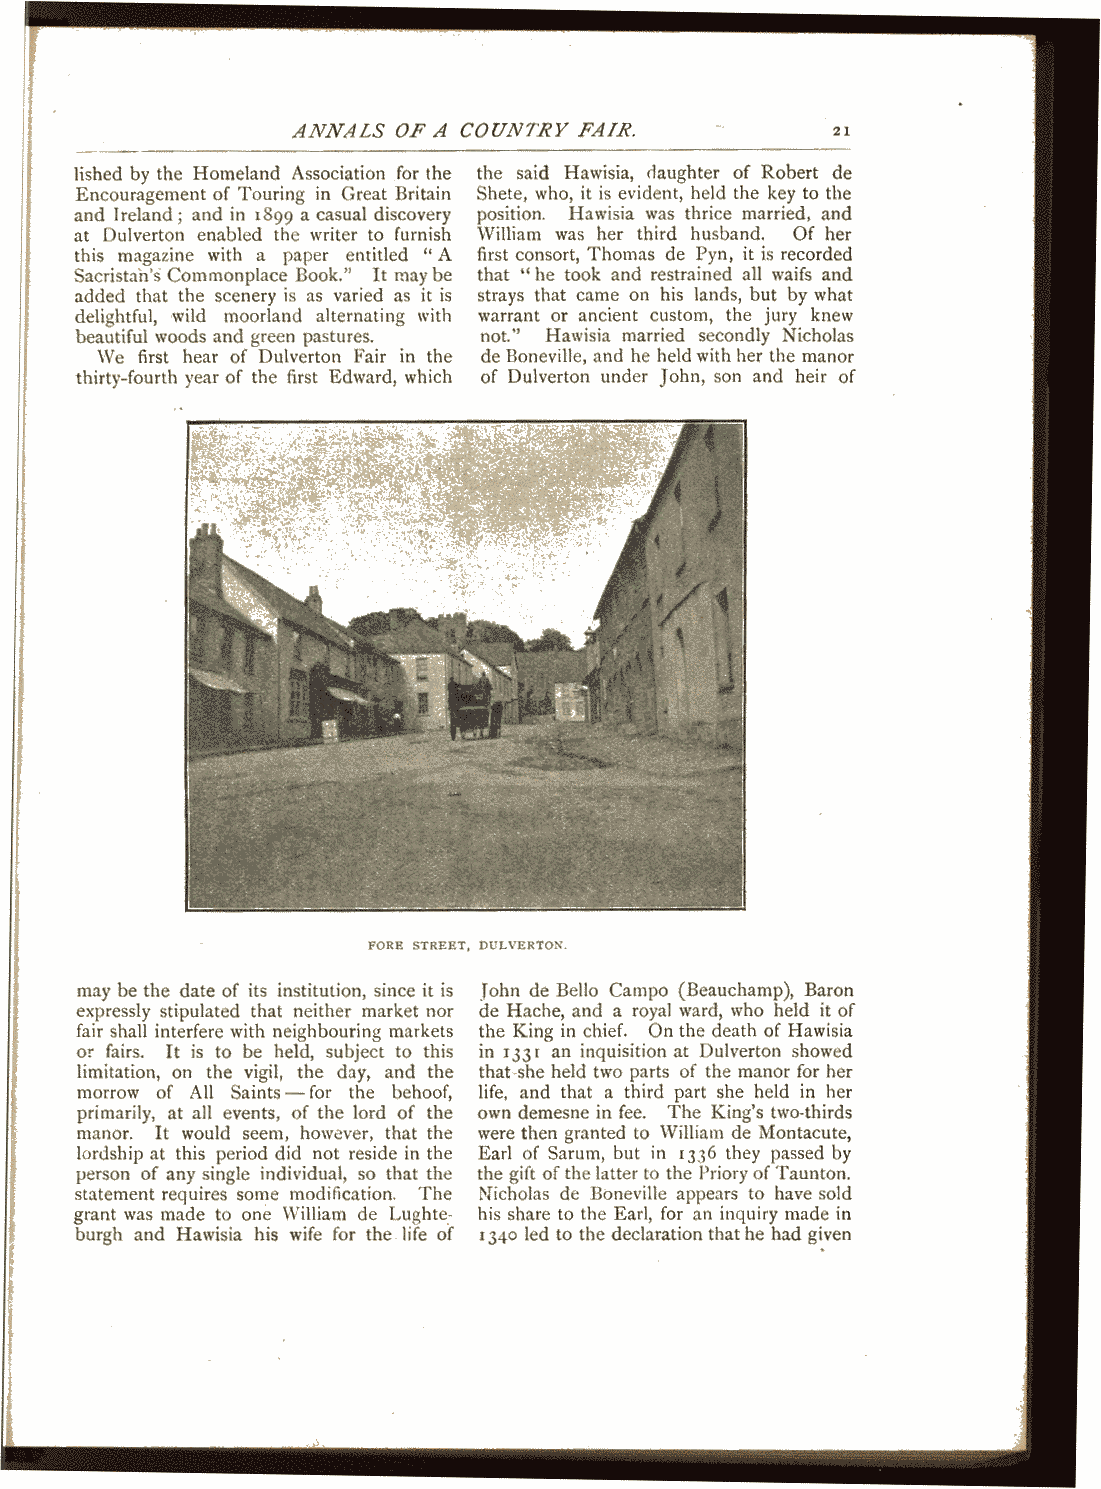 ANNALS OF A COUNTRY FAIR. 21
lished by the Homeland Association for the
Encouragement of Touring in Great Britain
and Ireland; and in 1899 a casual discovery
at Dulverton enabled the writer to furnish
this magazine with a paper entitled "A
Sacristan's Commonplace Book." It may be
added that the scenery is as varied as it is
delightful, wild moorland alternating with
beautiful woods and green pastures.
We first hear of Dulverton Fair in the
thirty-fourth year of the first Edward, which
may be the date of its institution, since it is
expressly stipulated that neither market nor
fair shall interfere with neighbouring markets
or fairs. It is to be held, subject to this
limitation, on the vigil, the day, and the
morrow of All Saints—for the behoof,
primarily, at all events, of the lord of the
manor. It would seem, however, that the
lordship at this period did not reside in the
person of any single individual, so that the
statement requires some modification. The
grant was made to one William de Lughte-
burgh and Hawisia his wife for the life of
the said Hawisia, daughter of Robert de
Shete, who, it is evident, held the key to the
position. Hawisia was thrice married, and
William was her third husband. Of her
first consort, Thomas de Pyn, it is recorded
that "he took and restrained all waifs and
strays that came on his lands, but by what
warrant or ancient custom, the jury knew
not." Hawisia married secondly Nicholas
de Boneville, and he held with her the manor
of Dulverton under John, son and heir of
John de Bello Campo (Beauchamp), Baron
de Hache, and a royal ward, who held it of
the King in chief. On the death of Hawisia
in 1331 an inquisition at Dulverton showed
that she held two parts of the manor for her
life, and that a third part she held in her
own demesne in fee. The King's two-thirds
were then granted to William de Montacute,
Earl of Sarum, but in 1336 they passed by
the gift of the latter to the Priory of Taunton.
Nicholas de Boneville appears to have sold
his share to the Earl, for an inquiry made in
1340 led to the declaration that he had given
FORE STREET, DULVERTON.